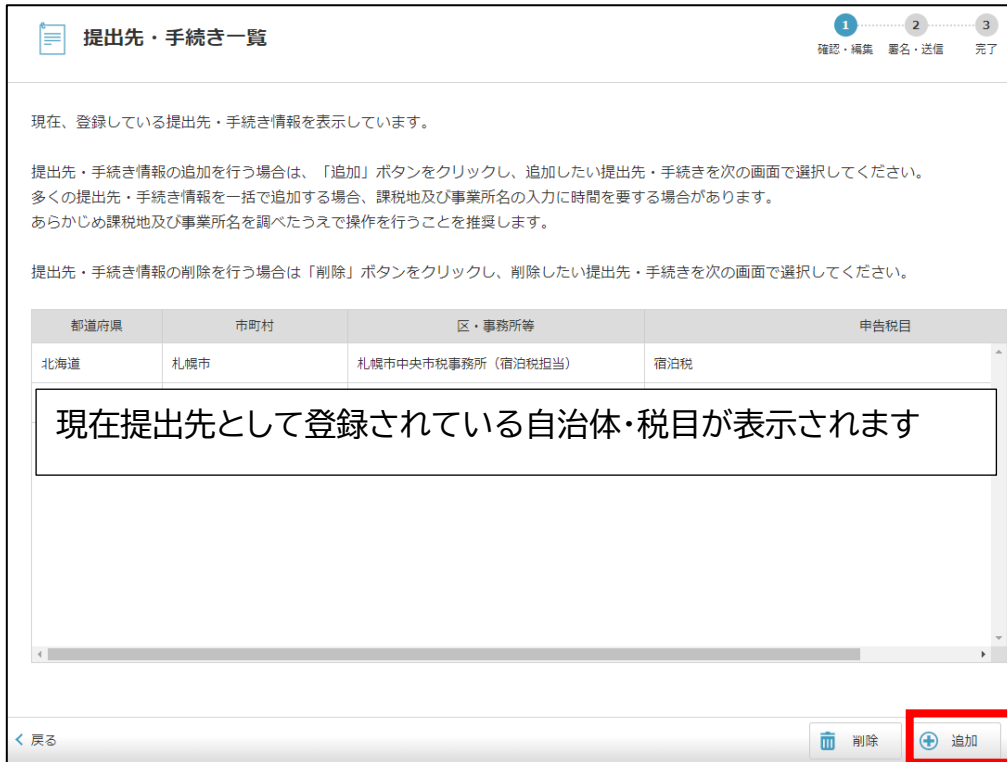 提出先・手続き一覧
1 2 3
確認・編集 署名・送信 完了
現在、登録している提出先・手続き情報を表示しています。
提出先・手続き情報の追加を行う場合は、「追加」ボタンをクリックし、追加したい提出先・手続きを次の画面で選択してください。
多くの提出先・手続き情報を一括で追加する場合、課税地及び事業所名の入力に時間を要する場合があります。
あらかじめ課税地及び事業所名を調べたうえで操作を行うことを推奨します。
提出先・手続き情報の削除を行う場合は「削除」ボタンをクリックし、削除したい提出先・手続きを次の画面で選択してください。
都道府県 市町村 区・事務所等 申告税目
北海道 札幌市 札幌市中央市税事務所（宿泊税担当） 宿泊税
現在提出先として登録されている自治体・税目が表示されます
戻る 削除 追加